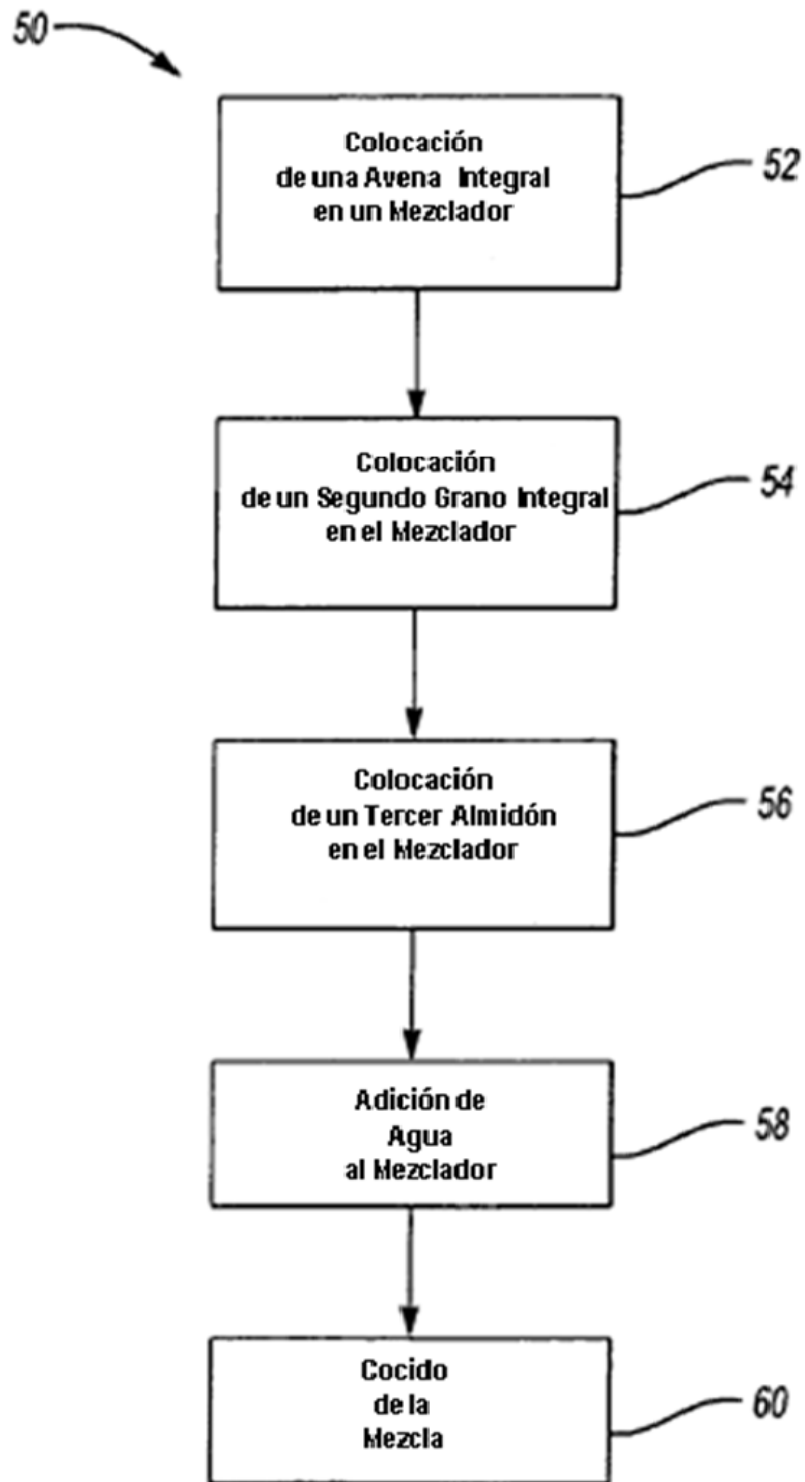 50
Colocación
de una Avena Integral
en un Mezclador
52
Colocación
de un Segundo Grano Integral
en el Mezclador
54
Colocación
de un Tercer Almidón
en el Mezclador
56
Adición de
Agua
al Mezclador
58
Cocido
de la
Mezcla
60